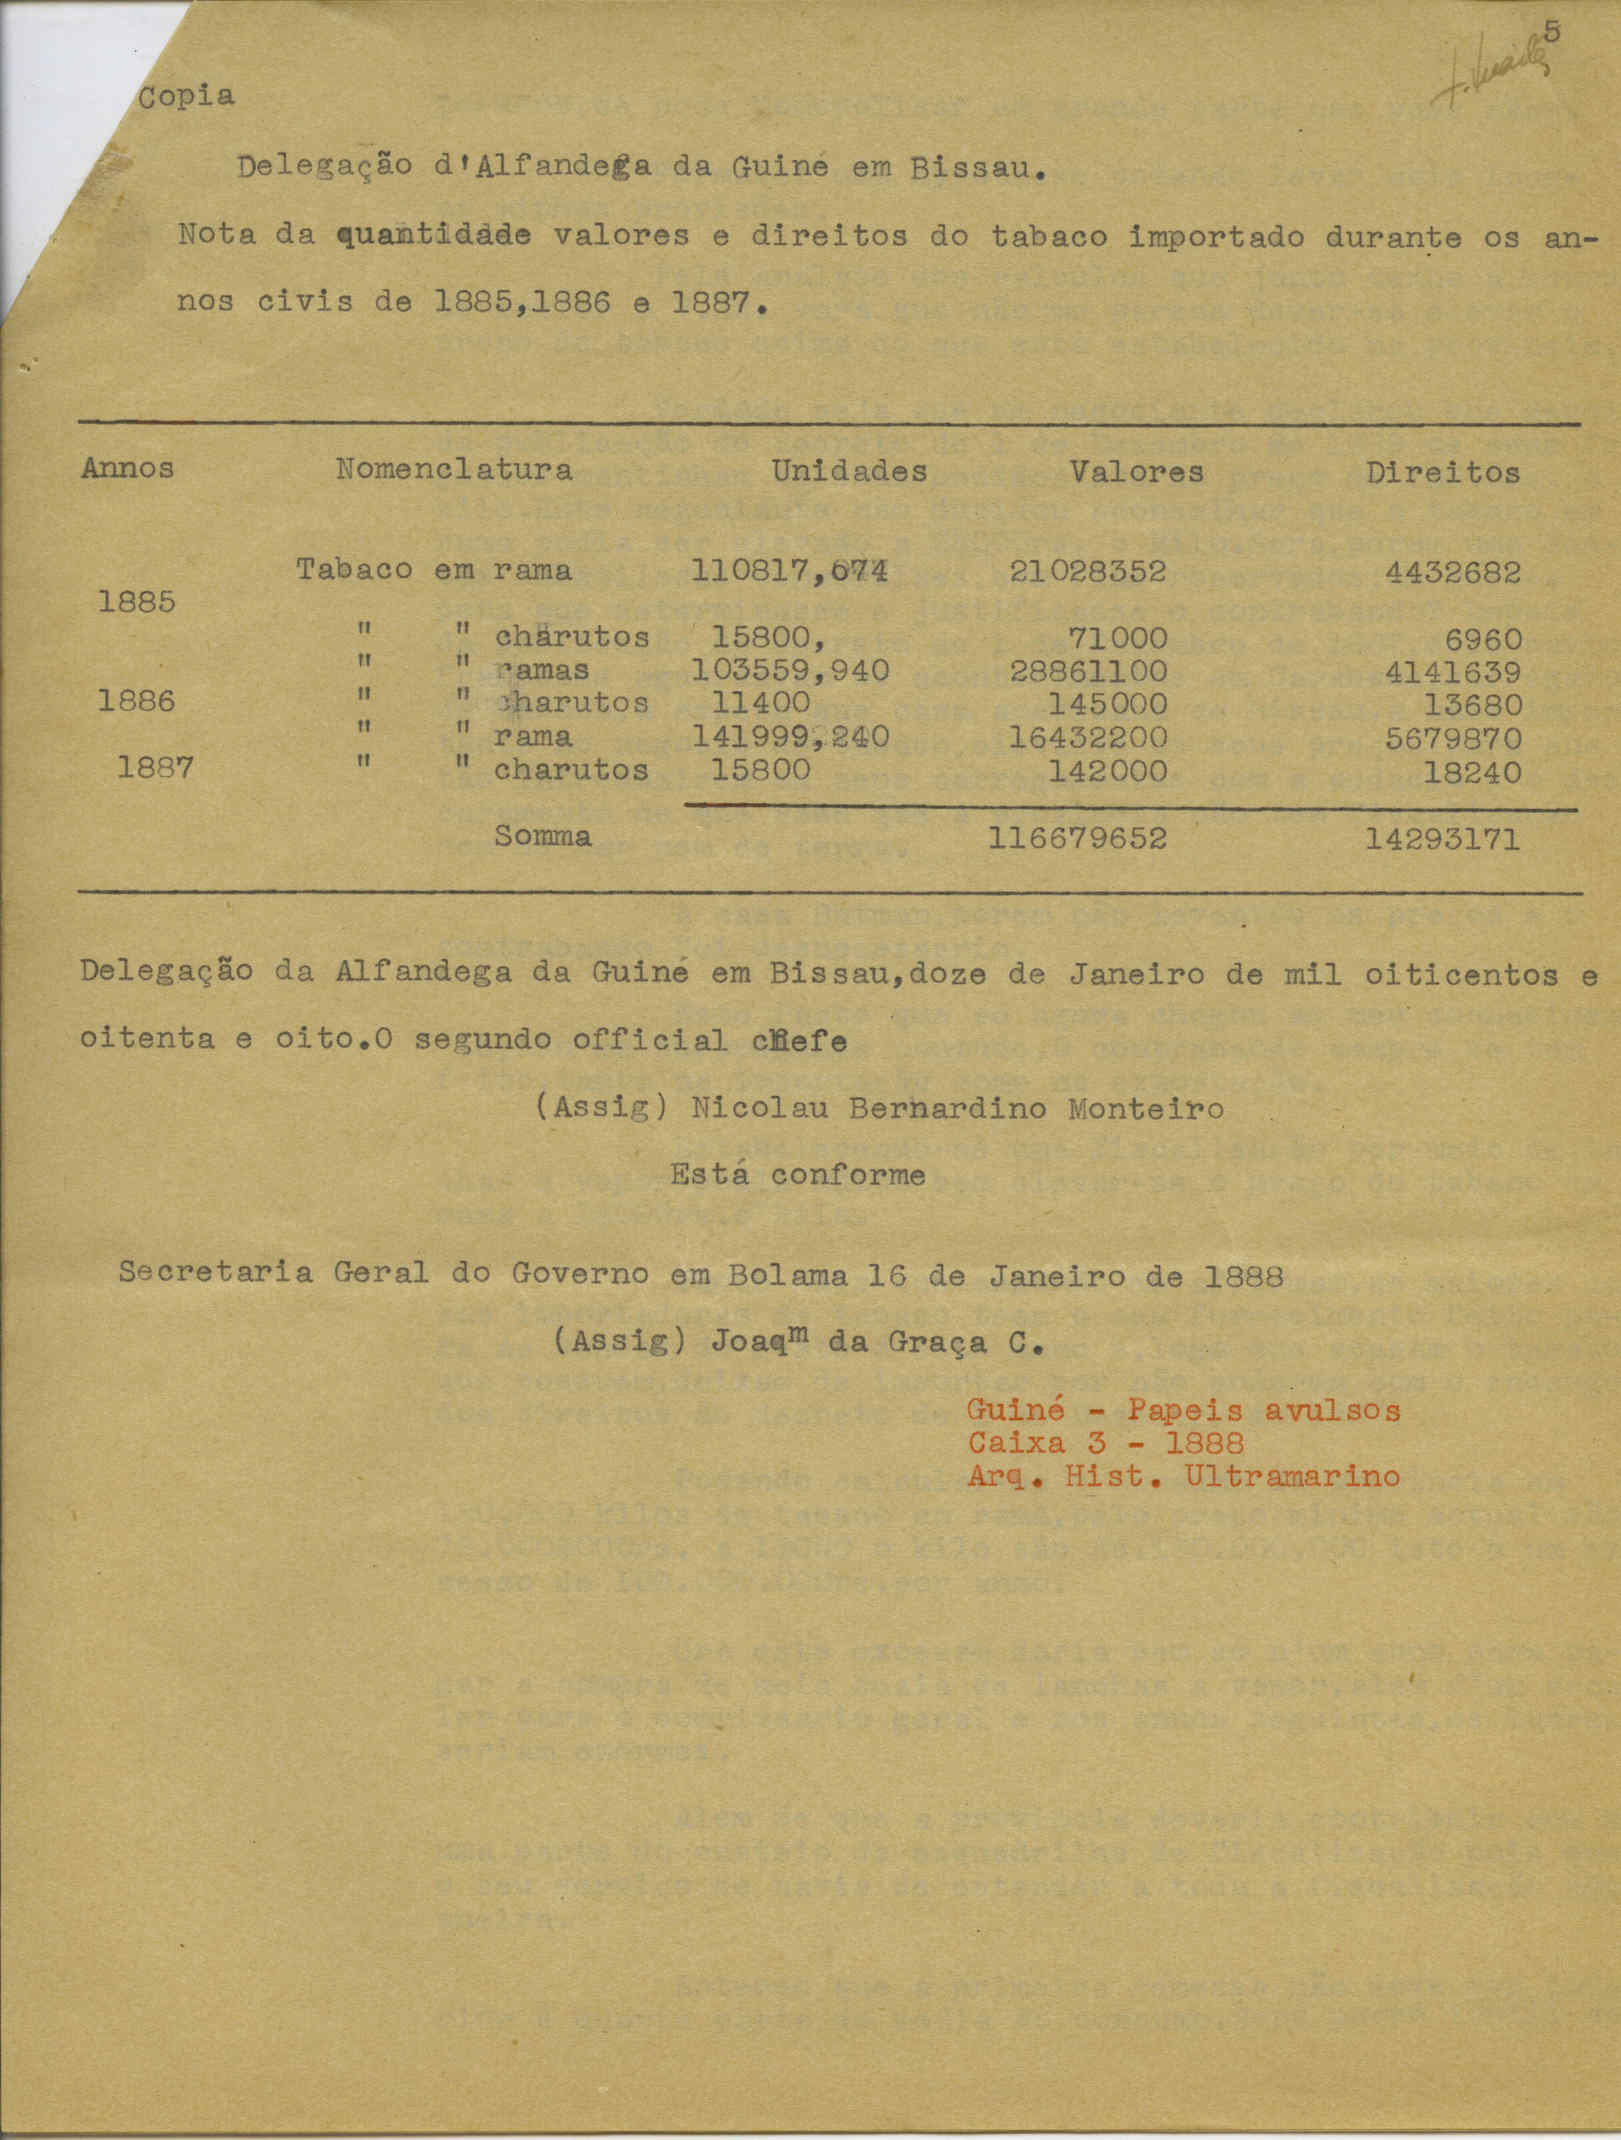 5
Copia
Delegação d'Alfandega da Guiné em Bissau.
Nota da quantidade valores e direitos do tabaco importado durante os an-
nos civis de 1885,1886 e 1887.
Annos Nomenclatura Unidades Valores Direitos
Tabaco em rama 110817,674 21028352 4432682
1885
" " charutos 15800, 71000 6960
" " ramas 103559,940 28861100 4141639
1886 " " charutos 11400 145000 13680
" " rama 141999,240 16432200 5679870
1887 " " charutos 15800 142000 18240
Somma 116679652 14293171
Delegação da Alfandega da Guiné em Bissau,doze de Janeiro de mil oiticentos e
oitenta e oito.O segundo official chefe
(Assig) Nicolau Bernardino Monteiro
Está conforme
Secretaria Geral do Governo em Bolama 16 de Janeiro de 1888
(Assig) Joaqm da Graça C.
Guiné - Papeis avulsos
Caixa 3 - 1888
Arq. Hist. Ultramarino